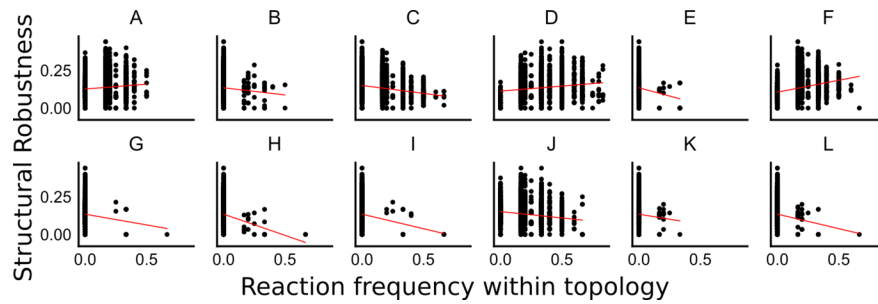 A B C D E F
Structural Robustness
0.25
0.00
G H I J K L
0.25
0.00
0.0 0.5 0.0 0.5 0.0 0.5 0.0 0.5 0.0 0.5 0.0 0.5
Reaction frequency within topology